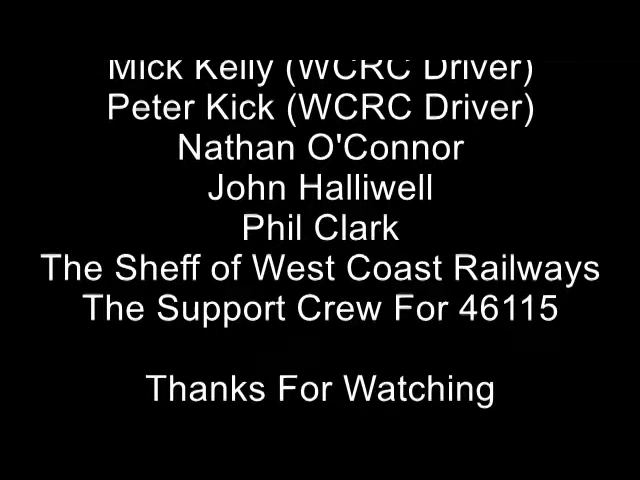 Mick Kelly (WCRC Driver)
Peter Kick (WCRC Driver)
Nathan O'Connor
John Halliwell
Phil Clark
The Sheff of West Coast Railways
The Support Crew For 46115
Thanks For Watching